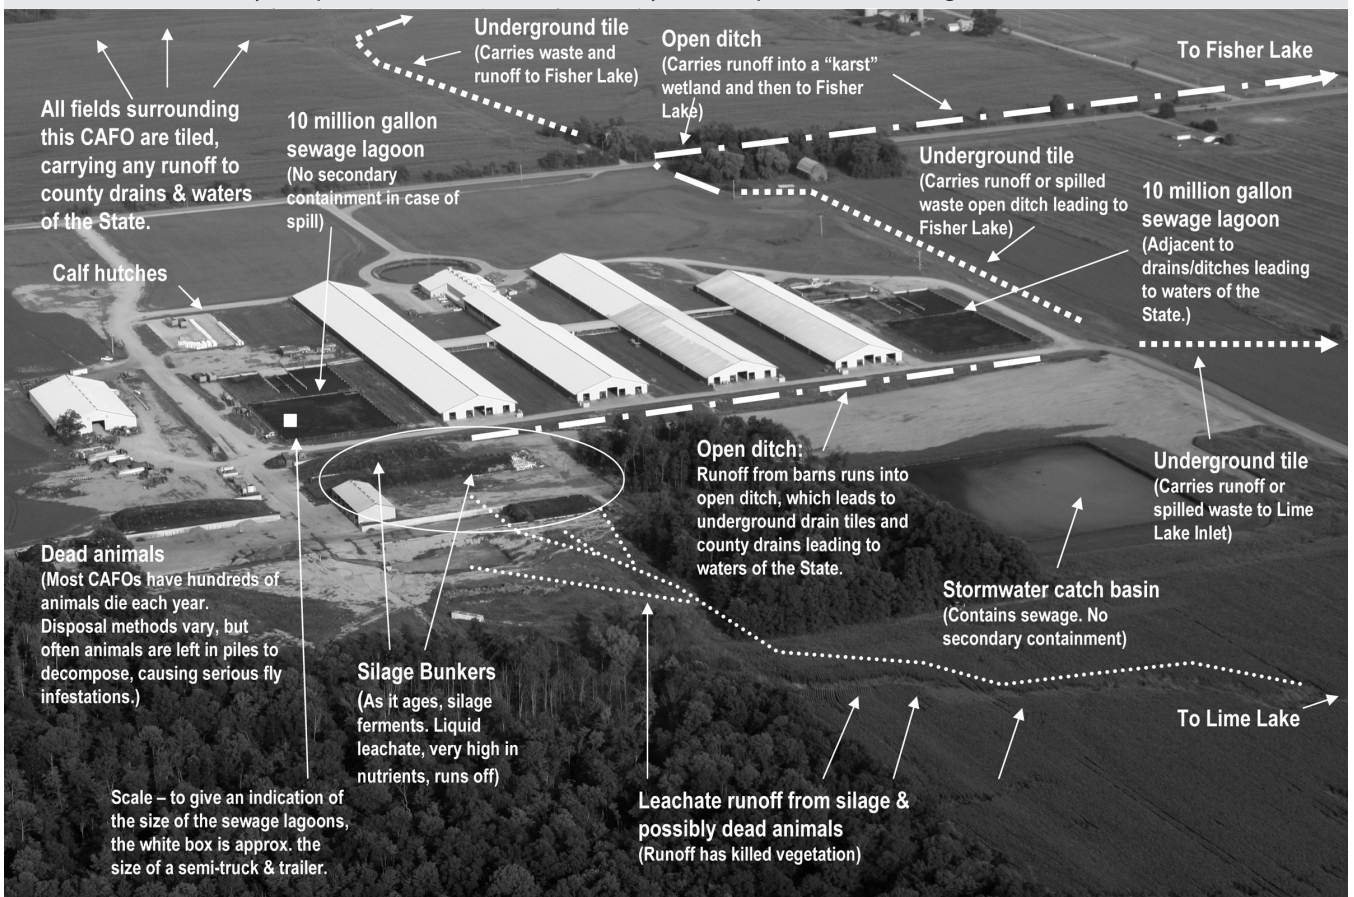 Underground tile
(Carries waste and
runoff to Fisher Lake)
Open ditch
(Carries runoff into a “karst”
wetland and then to Fisher
Lake)
To Fisher Lake
All fields surrounding
this CAFO are tiled,
carrying any runoff to
county drains & waters
of the State.
10 million gallon
sewage lagoon
(No secondary
containment in case of
spill)
Underground tile
(Carries runoff or spilled
waste open ditch leading to
Fisher Lake)
10 million gallon
sewage lagoon
(Adjacent to
drains/ditches leading
to waters of the
State.)
Calf hutches
Open ditch:
Runoff from barns runs into
open ditch, which leads to
underground drain tiles and
county drains leading to
waters of the State.
Underground tile
(Carries runoff or
spilled waste to Lime
Lake Inlet)
Dead animals
(Most CAFOs have hundreds of
animals die each year.
Disposal methods vary, but
often animals are left in piles to
decompose, causing serious fly
infestations.)
Stormwater catch basin
(Contains sewage. No
secondary containment)
Silage Bunkers
(As it ages, silage
ferments. Liquid
leachate, very high in
nutrients, runs off)
To Lime Lake
Scale – to give an indication of
the size of the sewage lagoons,
the white box is approx. the
size of a semi-truck & trailer.
Leachate runoff from silage &
possibly dead animals
(Runoff has killed vegetation)